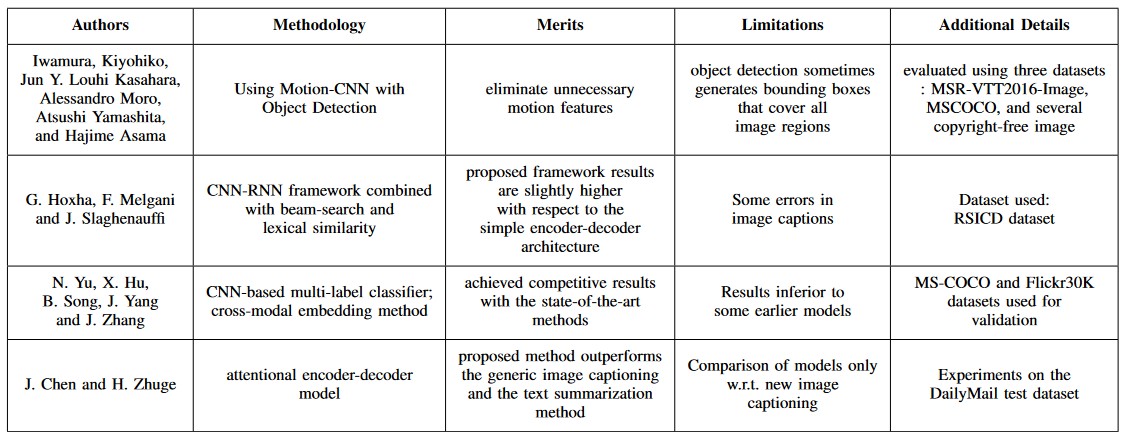 Authors
Methodology
Merits
Limitations
Additional Details
Iwamura, Kiyohiko,
Jun Y. Louhi Kasahara,
Alessandro Moro,
Atsushi Yamashita,
and Hajime Asama
Using Motion-CNN with
Object Detection
eliminate unnecessary
motion features
object detection sometimes
generates bounding boxes
that cover all
image regions
evaluated using three datasets
: MSR-VTT2016-Image,
MSCOCO, and several
copyright-free image
G. Hoxha, F. Melgani
and J. Slaghenauffi
CNN-RNN framework combined
with beam-search and
lexical similarity
proposed framework results
are slightly higher
with respect to the
simple encoder-decoder
architecture
Some errors in
image captions
Dataset used:
RSICD dataset
N. Yu, X. Hu,
B. Song, J. Yang
and J. Zhang
CNN-based multi-label classifier;
cross-modal embedding method
achieved competitive results
with the state-of-the-art
methods
Results inferior to
some earlier models
MS-COCO and Flickr30K
datasets used for
validation
J. Chen and H. Zhuge
attentional encoder-decoder
model
proposed method outperforms
the generic image captioning
and the text summarization
method
Comparison of models only
w.r.t. new image
captioning
Experiments on the
DailyMail test dataset